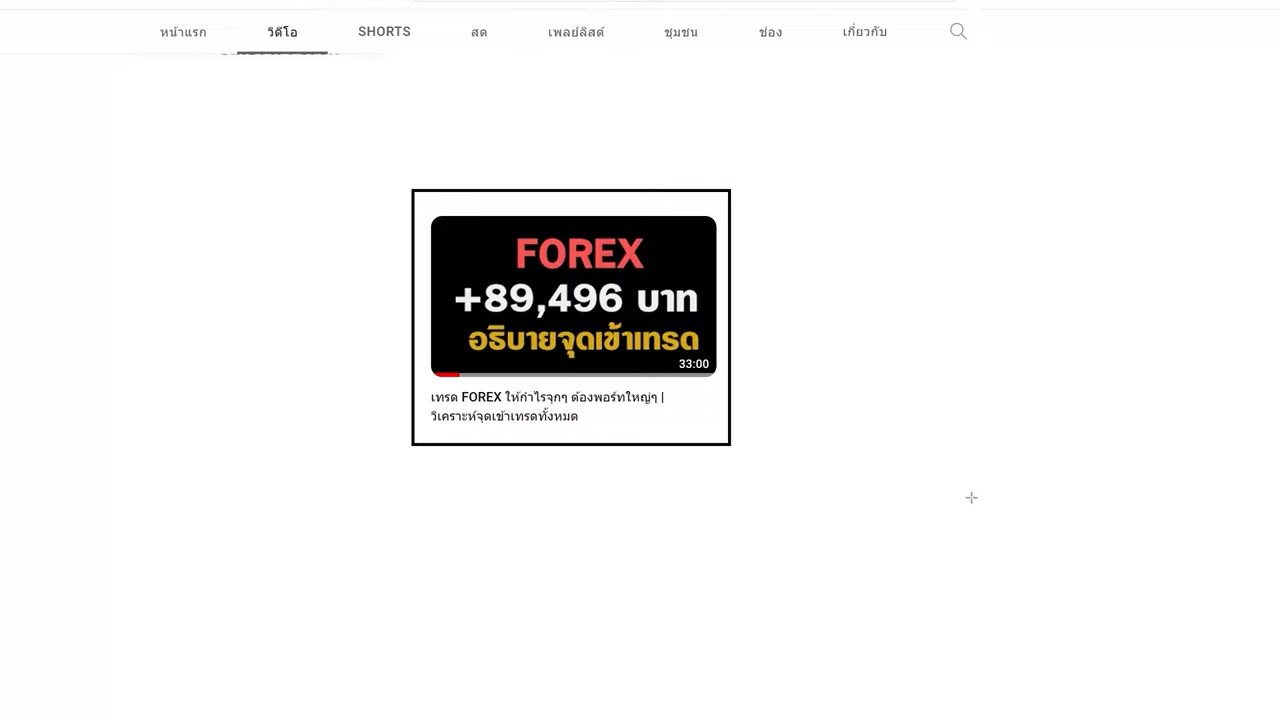 หน้าแรก วิดีโอ SHORTS สด เพลย์ลิสต์ ชุมชน ช่อง เกี่ยวกับ
FOREX
+89,496 บาท
อธิบายจุดเข้าเทรด
33:00
เทรด FOREX ให้กำไรจุกๆ ต้องพอร์ทใหญ่ๆ |
วิเคราะห์จุดเข้าเทรดทั้งหมด